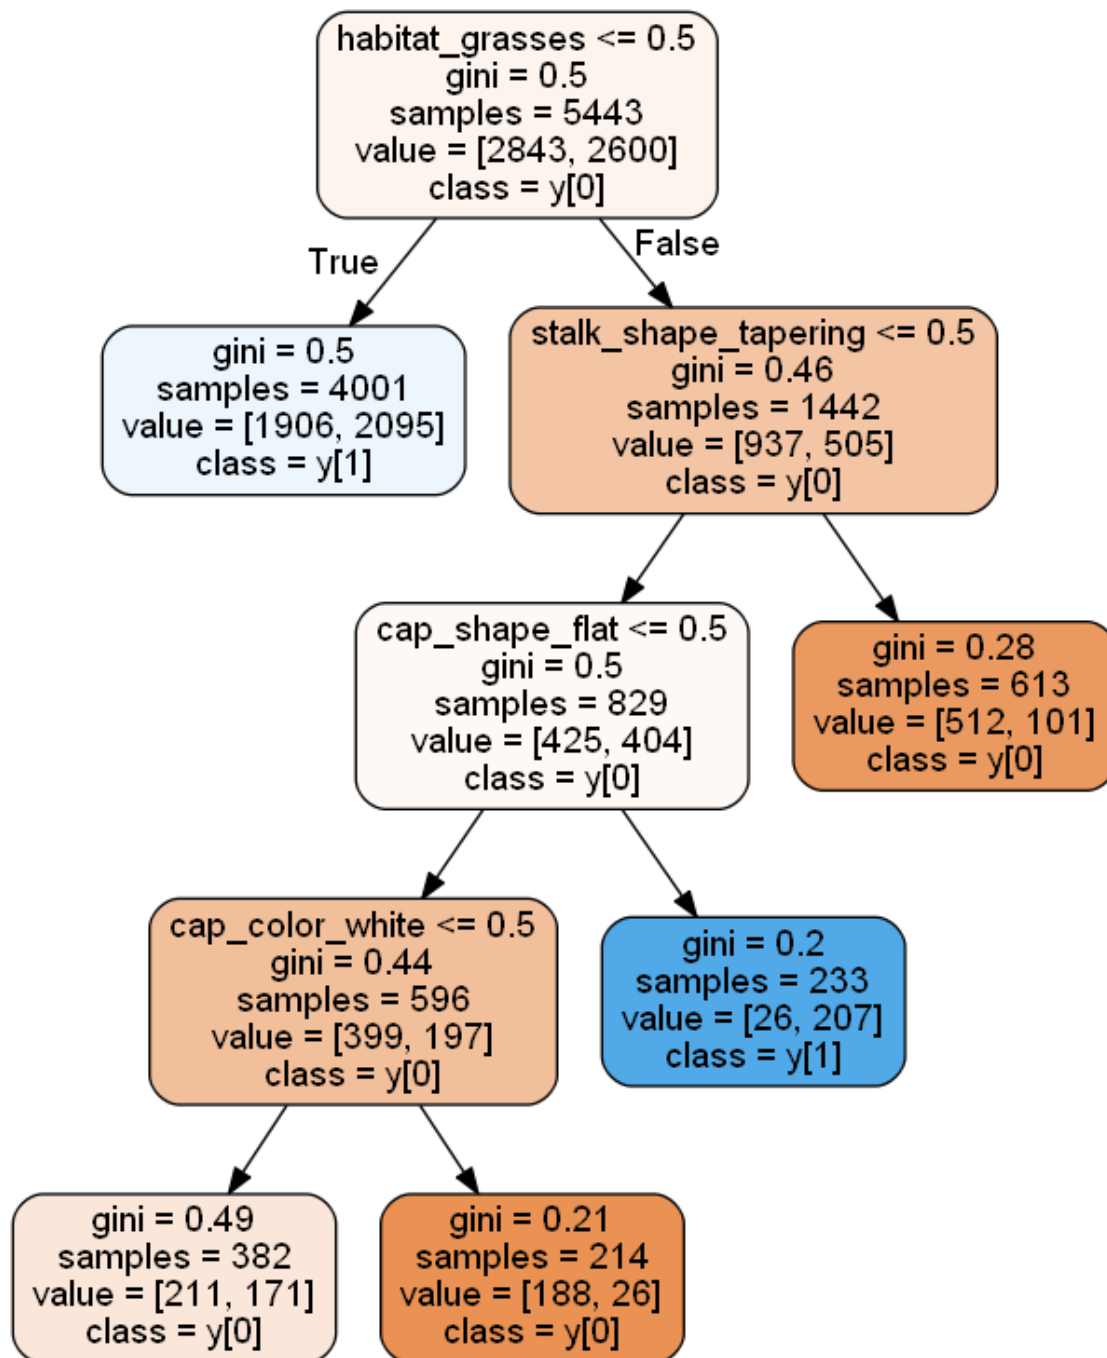 habitat_grasses <= 0.5
gini = 0.5
samples = 5443
value = [2843, 2600]
class = y[0]
True
False
gini = 0.5
samples = 4001
value = [1906, 2095]
class = y[1]
stalk_shape_tapering <= 0.5
gini = 0.46
samples = 1442
value = [937, 505]
class = y[0]
cap_shape_flat <= 0.5
gini = 0.5
samples = 829
value = [425, 404]
class = y[0]
gini = 0.28
samples = 613
value = [512, 101]
class = y[0]
cap_color_white <= 0.5
gini = 0.44
samples = 596
value = [399, 197]
class = y[0]
gini = 0.2
samples = 233
value = [26, 207]
class = y[1]
gini = 0.49
samples = 382
value = [211, 171]
class = y[0]
gini = 0.21
samples = 214
value = [188, 26]
class = y[0]